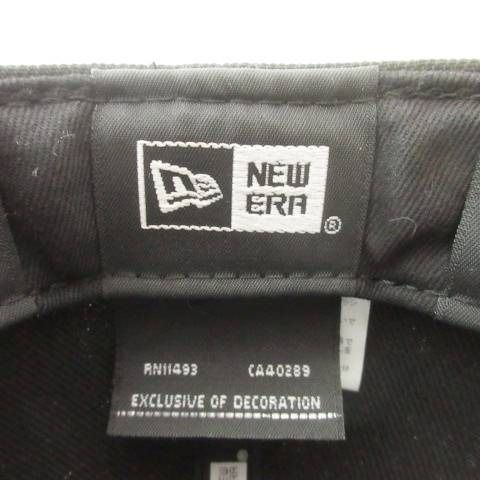 NEW
ERA
®
RN11493 CA40289
EXCLUSIVE OF DECORATION